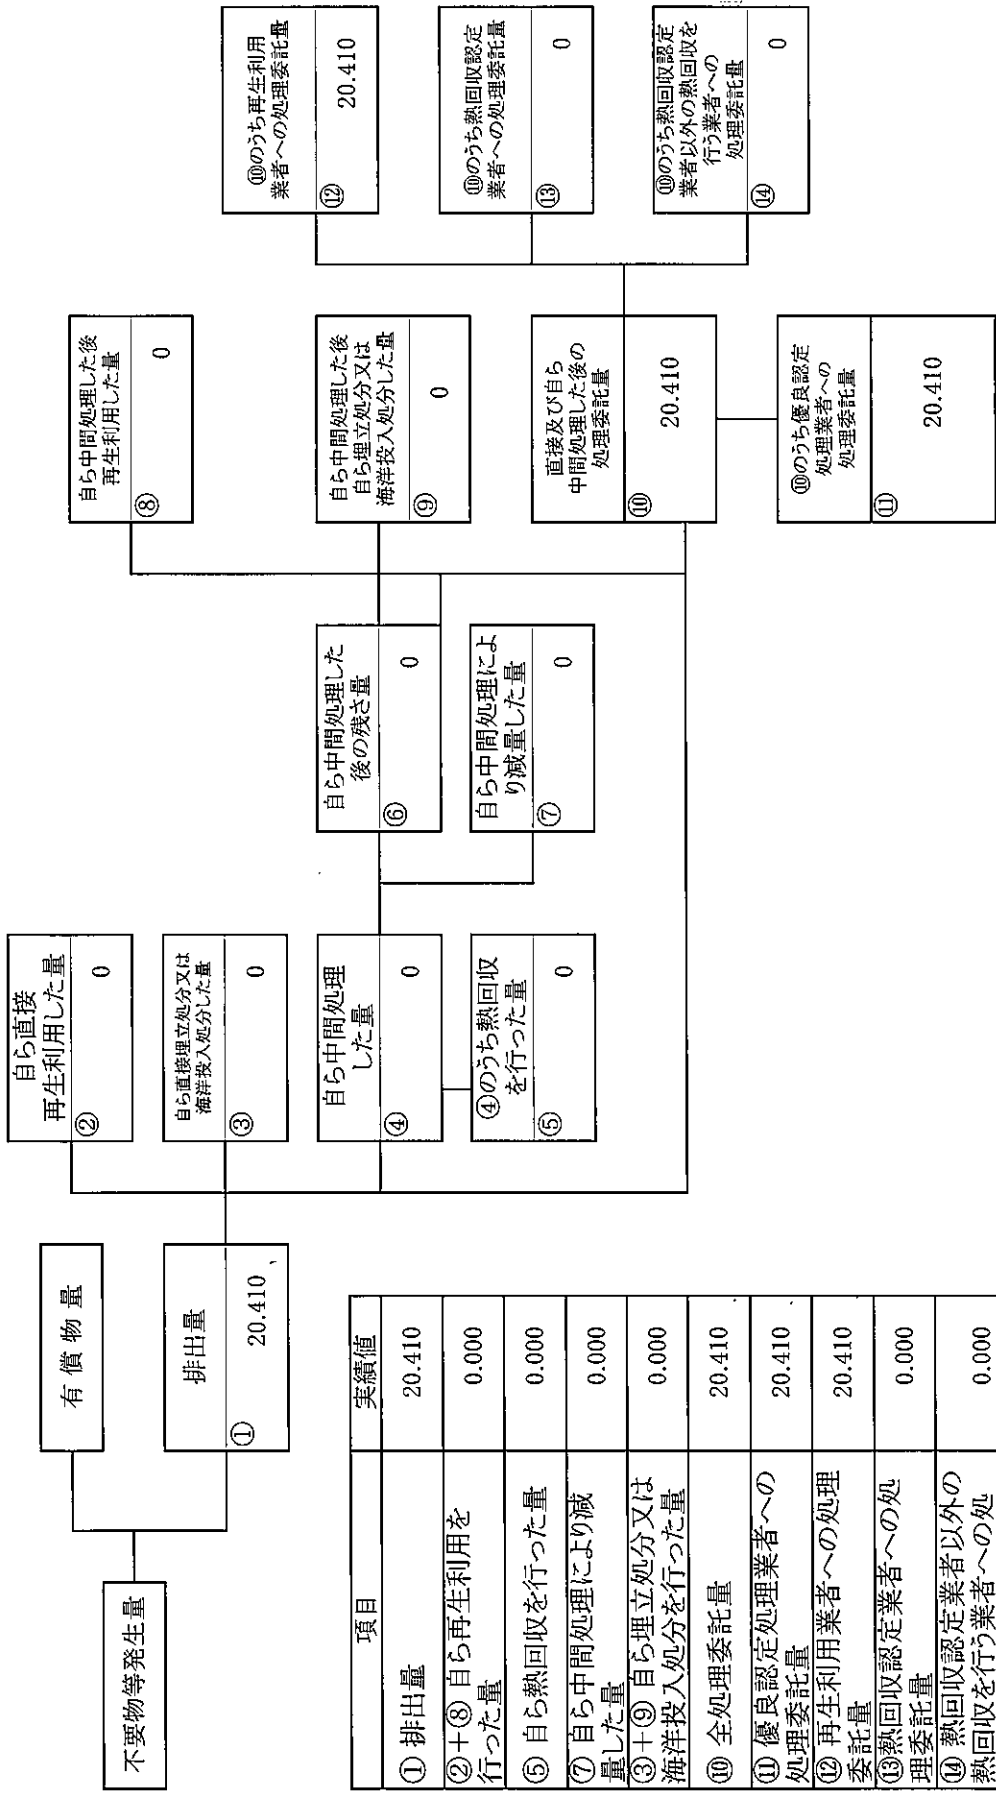 不要物等発生量
有 償 物 量
排出量
①
20.410
自ら直接
再生利用した量
②
0
自ら直接埋立処分又は
海洋投入処分した量
③
0
自ら中間処理
した量
④
0
④のうち熱回収
を行った量
⑤
0
自ら中間処理した
後の残さ量
⑥
0
自ら中間処理によ
り減量した量
⑦
0
自ら中間処理した後
再生利用した量
⑧
0
自ら中間処理した後
自ら埋立処分又は
海洋投入処分した量
⑨
0
直接及び自ら
中間処理した後の
処理委託量
⑩
20.410
⑩のうち優良認定
処理業者への
処理委託量
⑪
20.410
⑩のうち再生利用
業者への処理委託量
⑫
20.410
⑩のうち熱回収認定
業者への処理委託量
⑬
0
⑩のうち熱回収認定
業者以外の熱回収を
行う業者への
処理委託量
⑭
0
項目 実績値
① 排出量 20.410
②+⑧ 自ら再生利用を
行った量 0.000
⑤ 自ら熱回収を行った量 0.000
⑦ 自ら中間処理により減
量した量 0.000
③+⑨ 自ら埋立処分又は
海洋投入処分を行った量 0.000
⑩ 全処理委託量 20.410
⑪ 優良認定処理業者への
処理委託量 20.410
⑫ 再生利用業者への処理
委託量 20.410
⑬熱回収認定業者への処
理委託量 0.000
⑭ 熱回収認定業者以外の
熱回収を行う業者への処 0.000